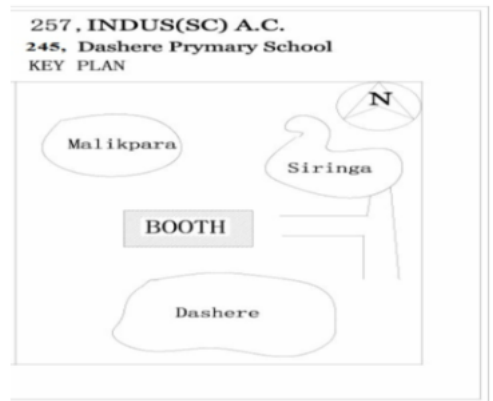 257, INDUS(SC) A.C.
245, Dashere Prymary School
KEY PLAN
N
Malikpara
Siringa
BOOTH
Dashere